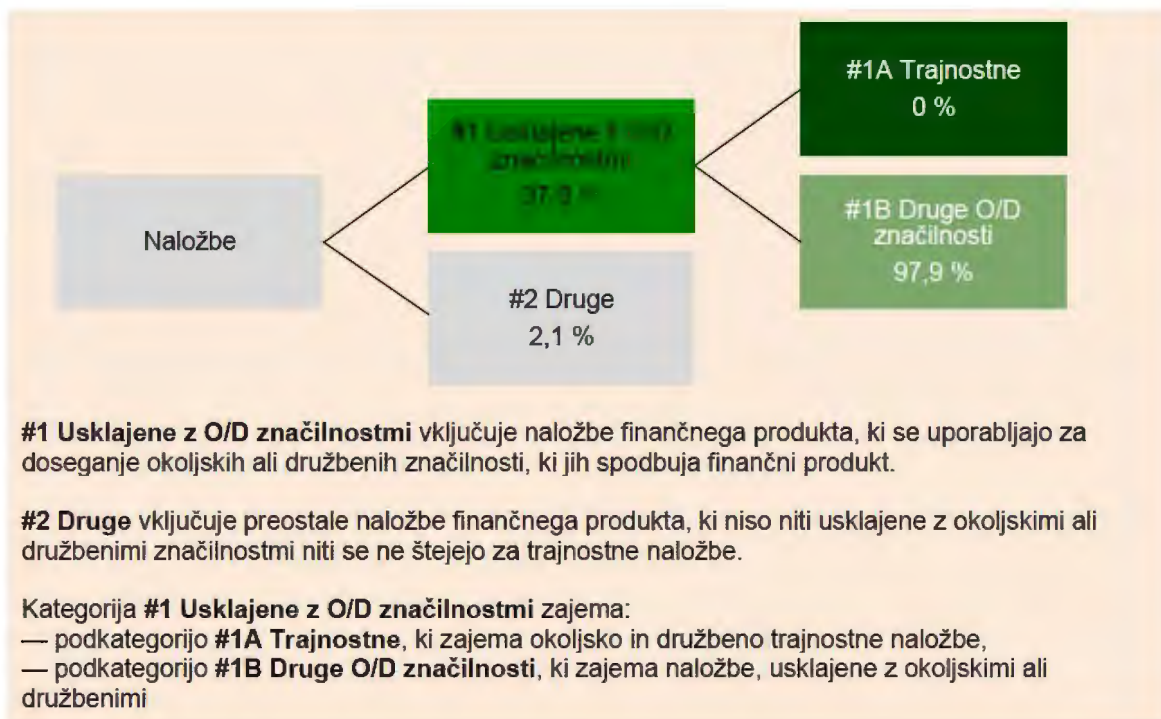 #1A Trajnostne
0 %
#1
značilnostmi
97,9 %
#1B Druge O/D
značilnosti
97,9 %
Naložbe
#2 Druge
2,1 %
#1 Usklajene z O/D značilnostmi vključuje naložbe finančnega produkta, ki se uporabljajo za
doseganje okoljskih ali družbenih značilnosti, ki jih spodbuja finančni produkt.
#2 Druge vključuje preostale naložbe finančnega produkta, ki niso niti usklajene z okoljskimi ali
družbenimi značilnostmi niti se ne štejejo za trajnostne naložbe.
Kategorija #1 Usklajene z O/D značilnostmi zajema:
— podkategorijo #1A Trajnostne, ki zajema okoljsko in družbeno trajnostne naložbe,
— podkategorijo #1B Druge O/D značilnosti, ki zajema naložbe, usklajene z okoljskimi ali
družbenimi